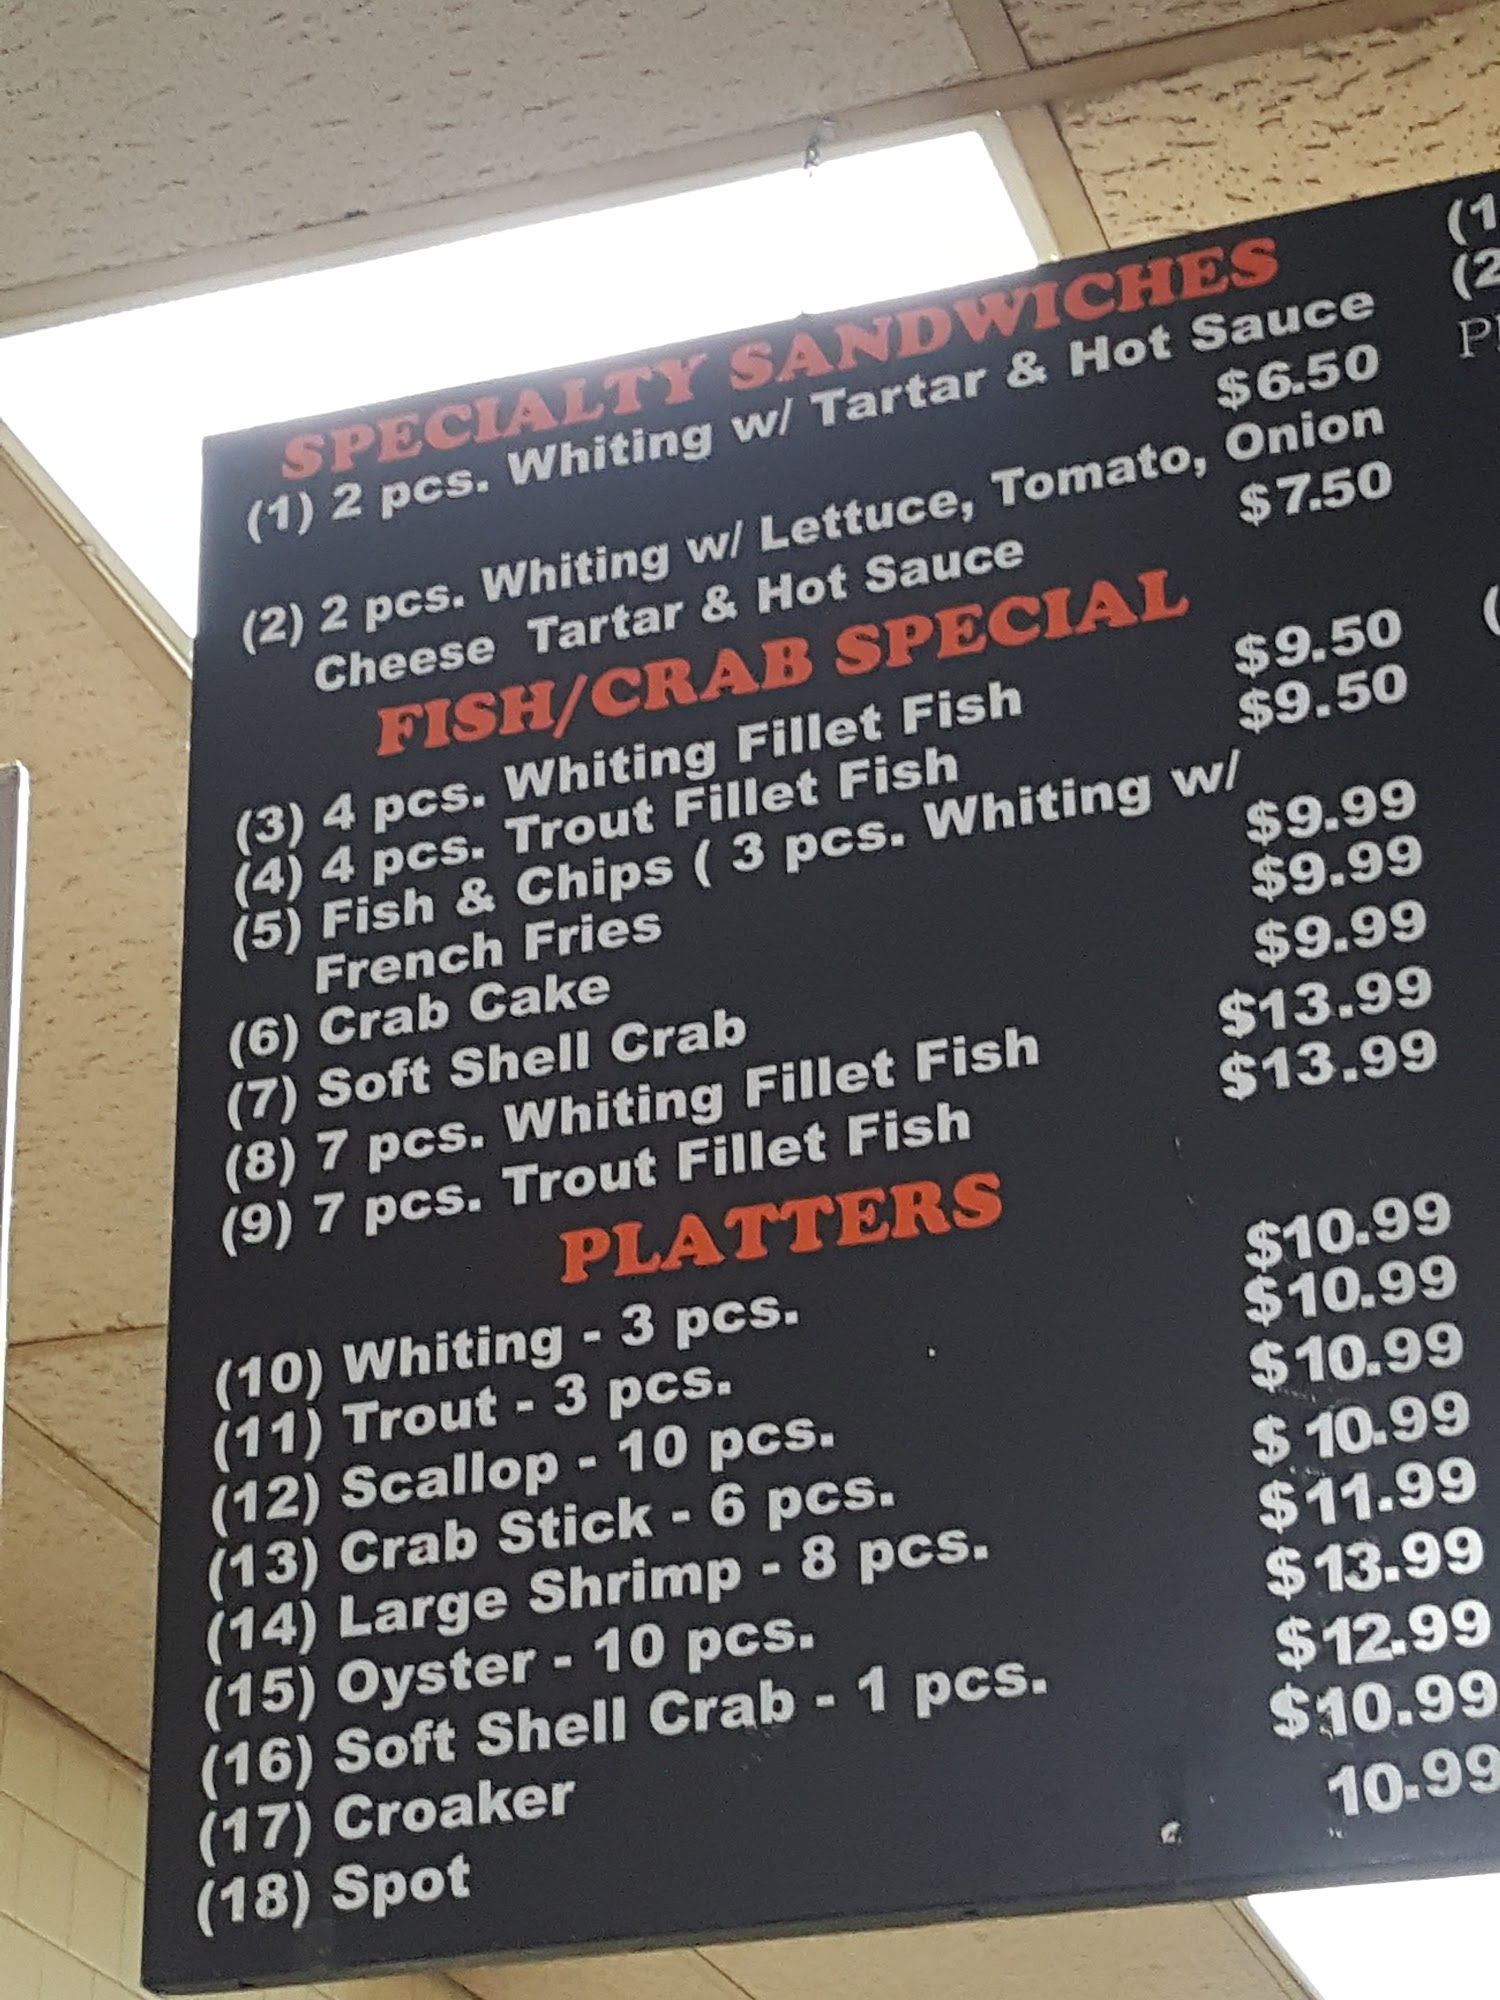 SPECIALTY SANDWICHES
(1) 2 pcs. Whiting w/ Tartar & Hot Sauce
$6.50
(2) 2 pcs. Whiting w/ Lettuce, Tomato, Onion
Cheese Tartar & Hot Sauce $7.50
FISH/CRAB SPECIAL
(3) 4 pcs. Whiting Fillet Fish $9.50
(4) 4 pcs. Trout Fillet Fish $9.50
(5) Fish & Chips ( 3 pcs. Whiting w/
French Fries $9.99
(6) Crab Cake $9.99
(7) Soft Shell Crab $9.99
(8) 7 pcs. Whiting Fillet Fish $13.99
(9) 7 pcs. Trout Fillet Fish $13.99
PLATTERS
(10) Whiting - 3 pcs. $10.99
(11) Trout - 3 pcs. $10.99
(12) Scallop - 10 pcs. $10.99
(13) Crab Stick - 6 pcs. $10.99
(14) Large Shrimp - 8 pcs. $11.99
(15) Oyster - 10 pcs. $13.99
(16) Soft Shell Crab - 1 pcs. $12.99
(17) Croaker $10.99
(18) Spot 10.99